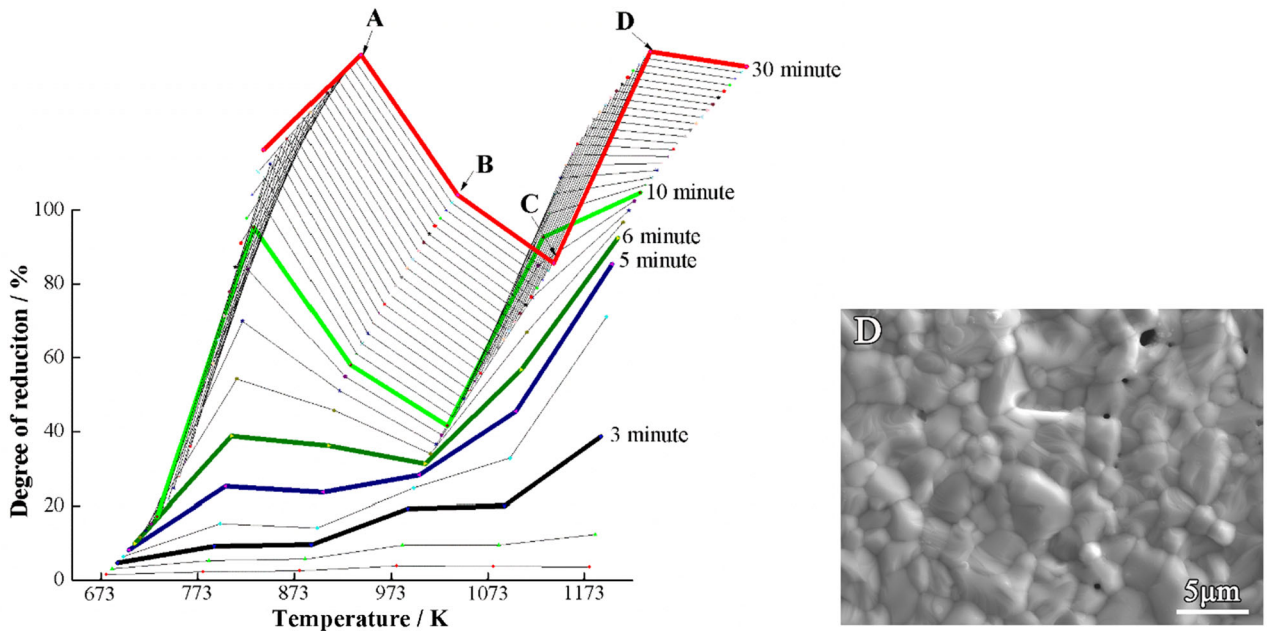 A
D
30 minute
B
C
100
10 minute
80
6 minute
5 minute
60
40
3 minute
20
0
Degree of reduciton / %
673
773
873
973
1073
1173
Temperature / K
D
5μm